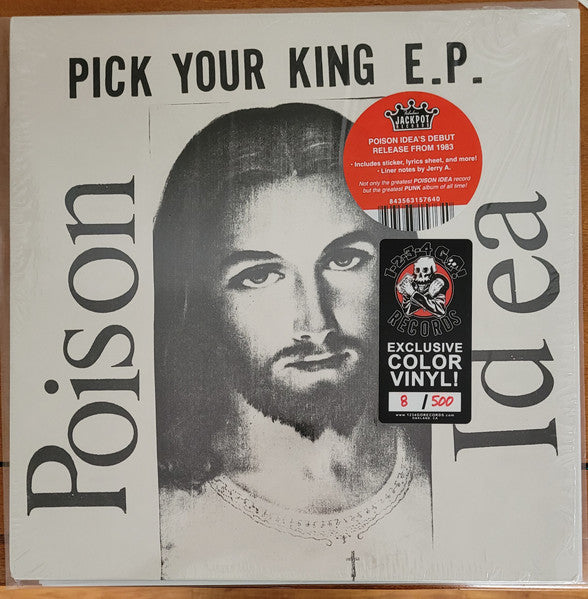 PICK YOUR KING E.P.
Poison
Idea
JACKPOT
RECORDS
POISON IDEA'S DEBUT
RELEASE FROM 1983
• Includes sticker, lyrics sheet, and more!
• Liner notes by Jerry A.
Not only the greatest POISON IDEA record
but the greatest PUNK album of all time!
843563157640
1-2-3-4 GO!
RECORDS
EXCLUSIVE
COLOR
VINYL!
8 / 500
www.1234GORECORDS.com
OAKLAND CA